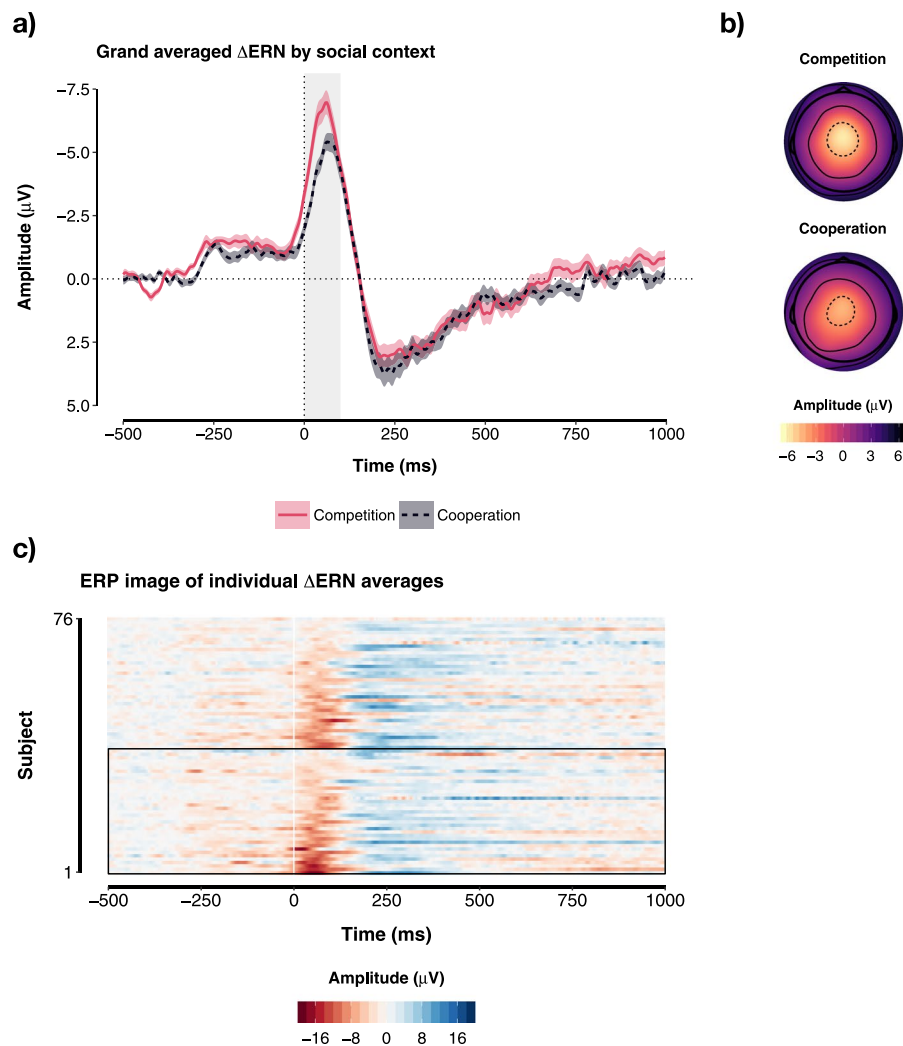 a)
Grand averaged ΔERN by social context
−7.5
−5.0
−2.5
0.0
2.5
5.0
Amplitude (μV)
−500 −250 0 250 500 750 1000
Time (ms)
Competition Cooperation
b)
Competition
Cooperation
Amplitude (μV)
−6 −3 0 3 6
c)
ERP image of individual ΔERN averages
76
Subject
1
−500 −250 0 250 500 750 1000
Time (ms)
Amplitude (μV)
−16 −8 0 8 16